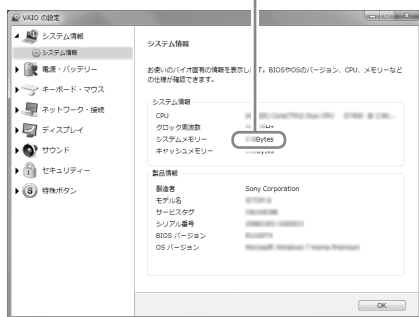 VAIO の設定
システム情報
システム情報
電源・バッテリー
キーボード・マウス
ネットワーク・接続
ディスプレイ
サウンド
セキュリティー
特殊ボタン
システム情報
お使いのバイオ固有の情報を表示します。BIOSやOSのバージョン、CPU、メモリーなど
の仕様が確認できます。
システム情報
CPU
クロック周波数
システムメモリー Bytes
キャッシュメモリー
製品情報
製造者 Sony Corporation
モデル名
サービスタグ
シリアル番号
BIOS バージョン
OS バージョン
OK